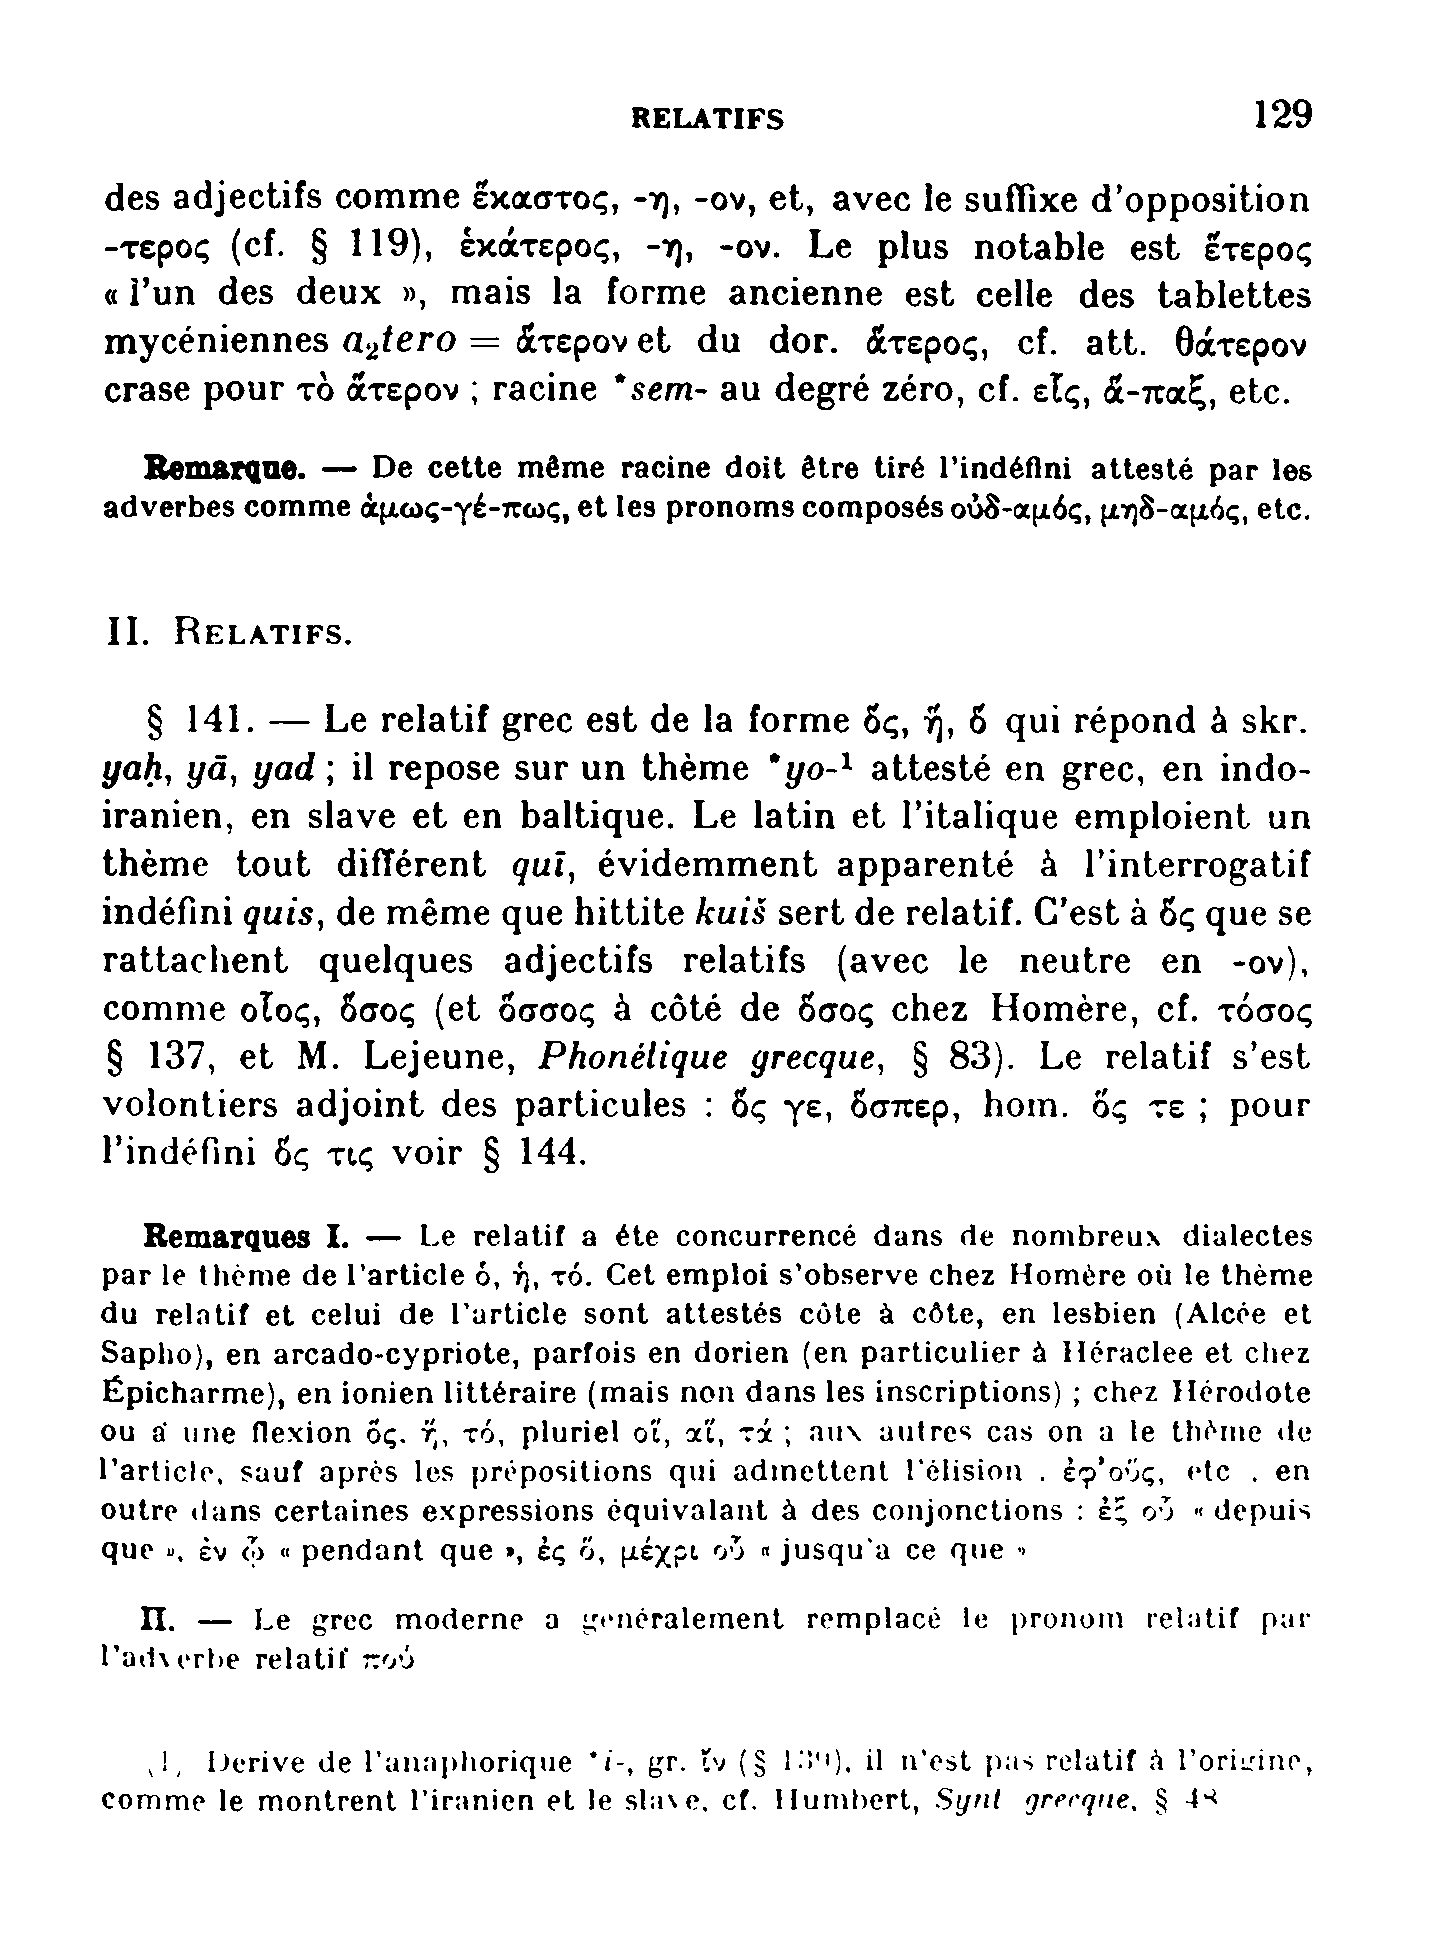 RELATIFS 129
des adjectifs comme ἕκαστος, -η, -ον, et, avec le suffixe d'opposition
-τερος (cf. § 119), ἑκάτερος, -η, -ον. Le plus notable est ἕτερος
« l'un des deux », mais la forme ancienne est celle des tablettes
mycéniennes a₂tero = ἅτερον et du dor. ἅτερος, cf. att. θάτερον
crase pour τὸ ἅτερον ; racine *sem- au degré zéro, cf. εἷς, ἅ-παξ, etc.
Remarque. — De cette même racine doit être tiré l'indéfini attesté par les
adverbes comme ἁμως-γέ-πως, et les pronoms composés οὐδ-αμός, μηδ-αμός, etc.
II. RELATIFS.
§ 141. — Le relatif grec est de la forme ὅς, ἥ, ὅ qui répond à skr.
yaḥ, yā, yad ; il repose sur un thème *yo-¹ attesté en grec, en indo-
iranien, en slave et en baltique. Le latin et l'italique emploient un
thème tout différent quī, évidemment apparenté à l'interrogatif
indéfini quis, de même que hittite kuiš sert de relatif. C'est à ὅς que se
rattachent quelques adjectifs relatifs (avec le neutre en -ον),
comme οἷος, ὅσος (et ὅσσος à côté de ὅσος chez Homère, cf. τόσος
§ 137, et M. Lejeune, Phonétique grecque, § 83). Le relatif s'est
volontiers adjoint des particules : ὅς γε, ὅσπερ, hom. ὅς τε ; pour
l'indéfini ὅς τις voir § 144.
Remarques I. — Le relatif a éte concurrencé dans de nombreux dialectes
par le thème de l'article ὁ, ἡ, τό. Cet emploi s'observe chez Homère où le thème
du relatif et celui de l'article sont attestés côte à côte, en lesbien (Alcée et
Sapho), en arcado-cypriote, parfois en dorien (en particulier à Héraclee et chez
Épicharme), en ionien littéraire (mais non dans les inscriptions) ; chez Hérodote
ou a une flexion ὅς. ἥ, τό, pluriel οἵ, αἵ, τά ; aux autres cas on a le thème de
l'article, sauf après les prépositions qui admettent l'élision . ἐφ'οὕς, etc . en
outre dans certaines expressions équivalant à des conjonctions : ἐξ οὗ « depuis
que ». ἐν ᾧ « pendant que », ἐς ὅ, μέχρι οὗ « jusqu'a ce que »
II. — Le grec moderne a généralement remplacé le pronom relatif par
l'adverbe relatif πού
1, Derive de l'anaphorique *i-, gr. ἵν (§ 139), il n'est pas relatif à l'origine,
comme le montrent l'iranien et le slave. cf. Humbert, Synt grecque. § 48